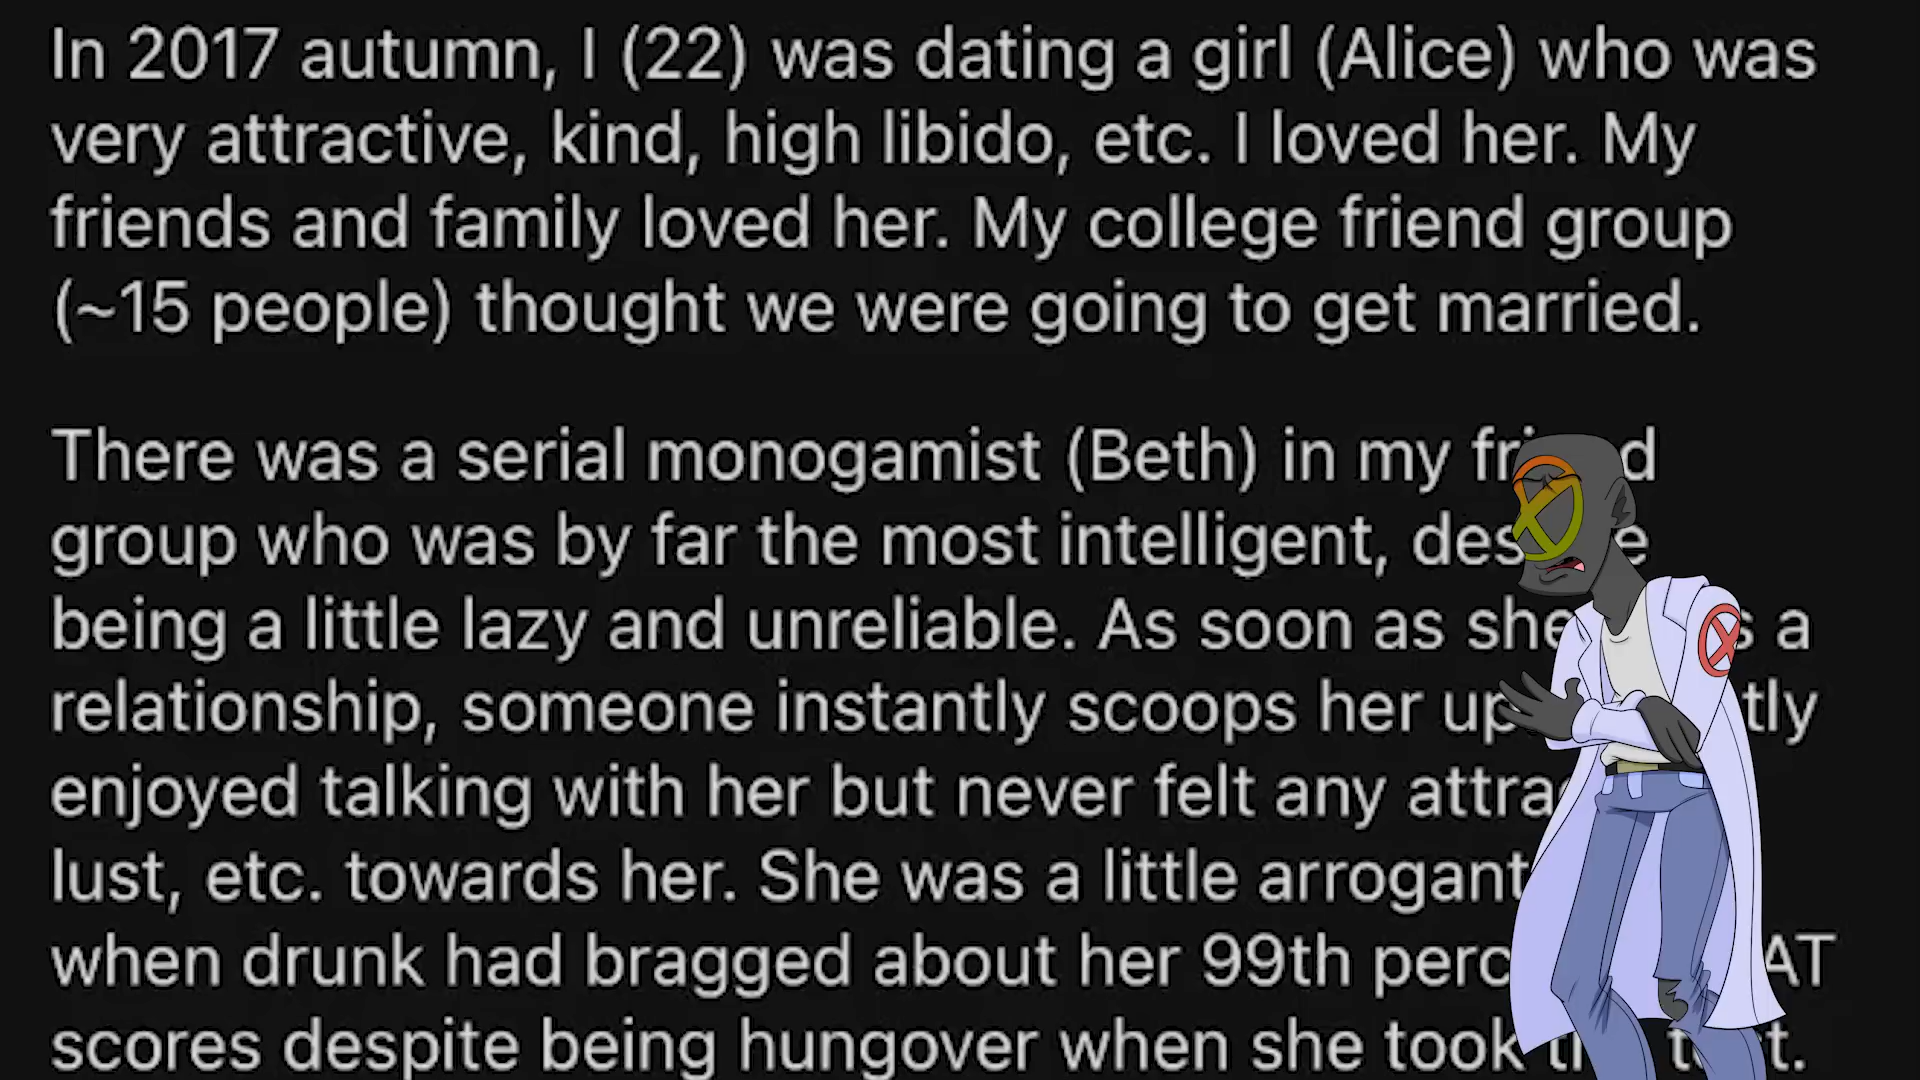 In 2017 autumn, I (22) was dating a girl (Alice) who was
very attractive, kind, high libido, etc. I loved her. My
friends and family loved her. My college friend group
(~15 people) thought we were going to get married.
There was a serial monogamist (Beth) in my
group who was by far the most intelligent,
being a little lazy and unreliable. As soon as she a
relationship, someone instantly scoops her up
enjoyed talking with her but never felt any
lust, etc. towards her. She was a little arrogant
when drunk had bragged about her 99th
scores despite being hungover when she took